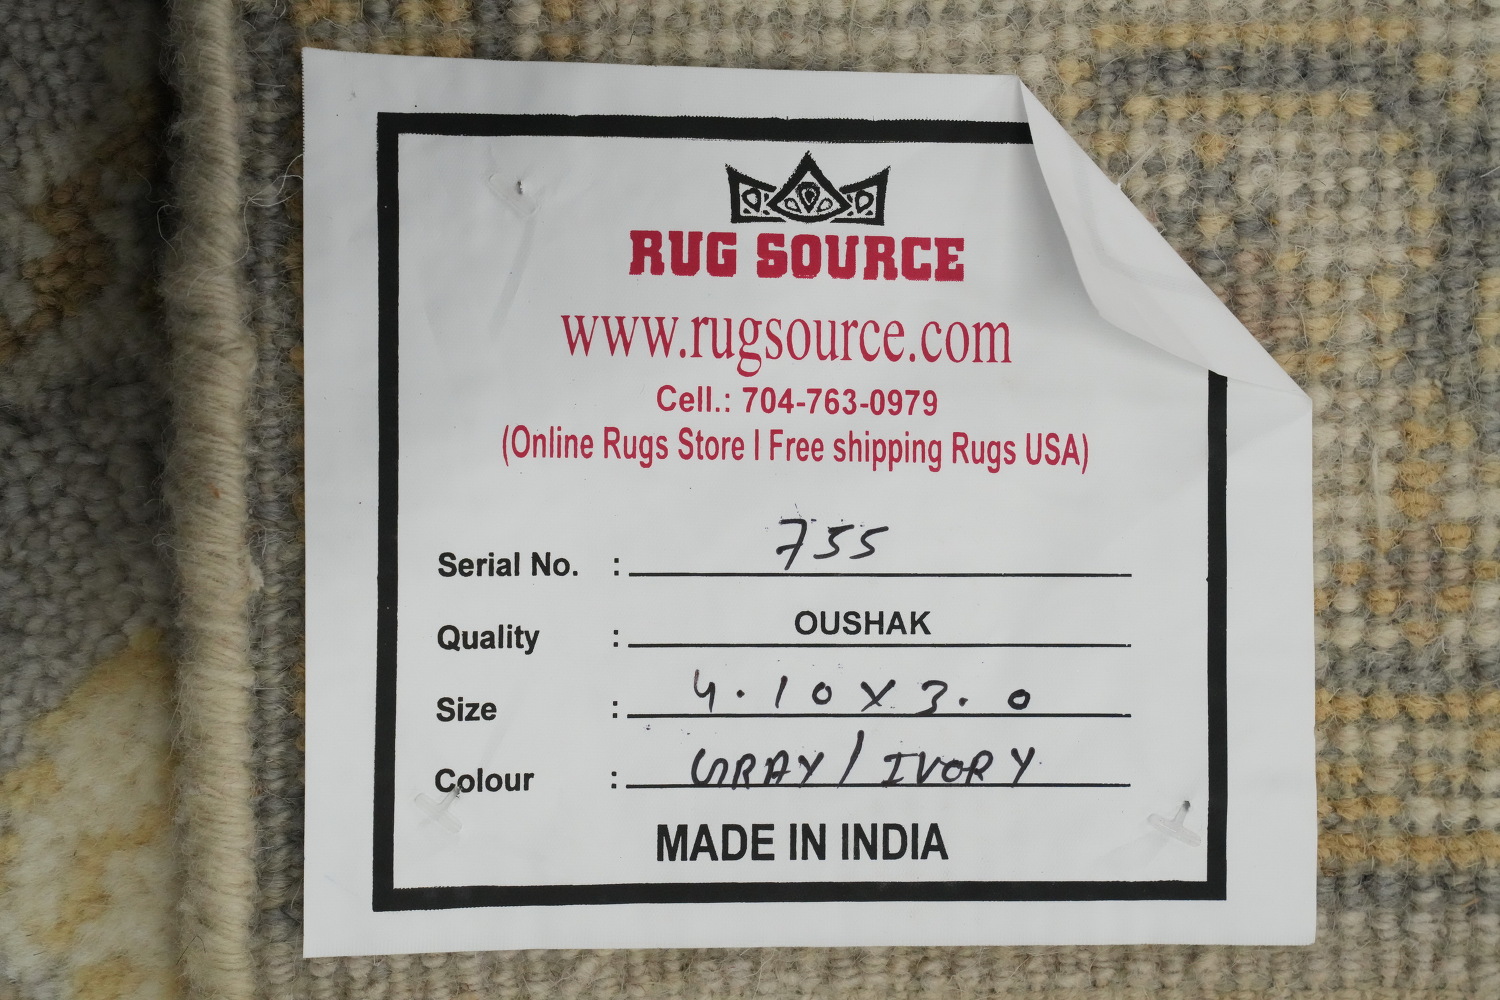 RUG SOURCE
www.rugsource.com
Cell.: 704-763-0979
(Online Rugs Store I Free shipping Rugs USA)
Serial No. : 755
Quality : OUSHAK
Size : 4.10 X 3.0
Colour : GRAY / IVORY
MADE IN INDIA